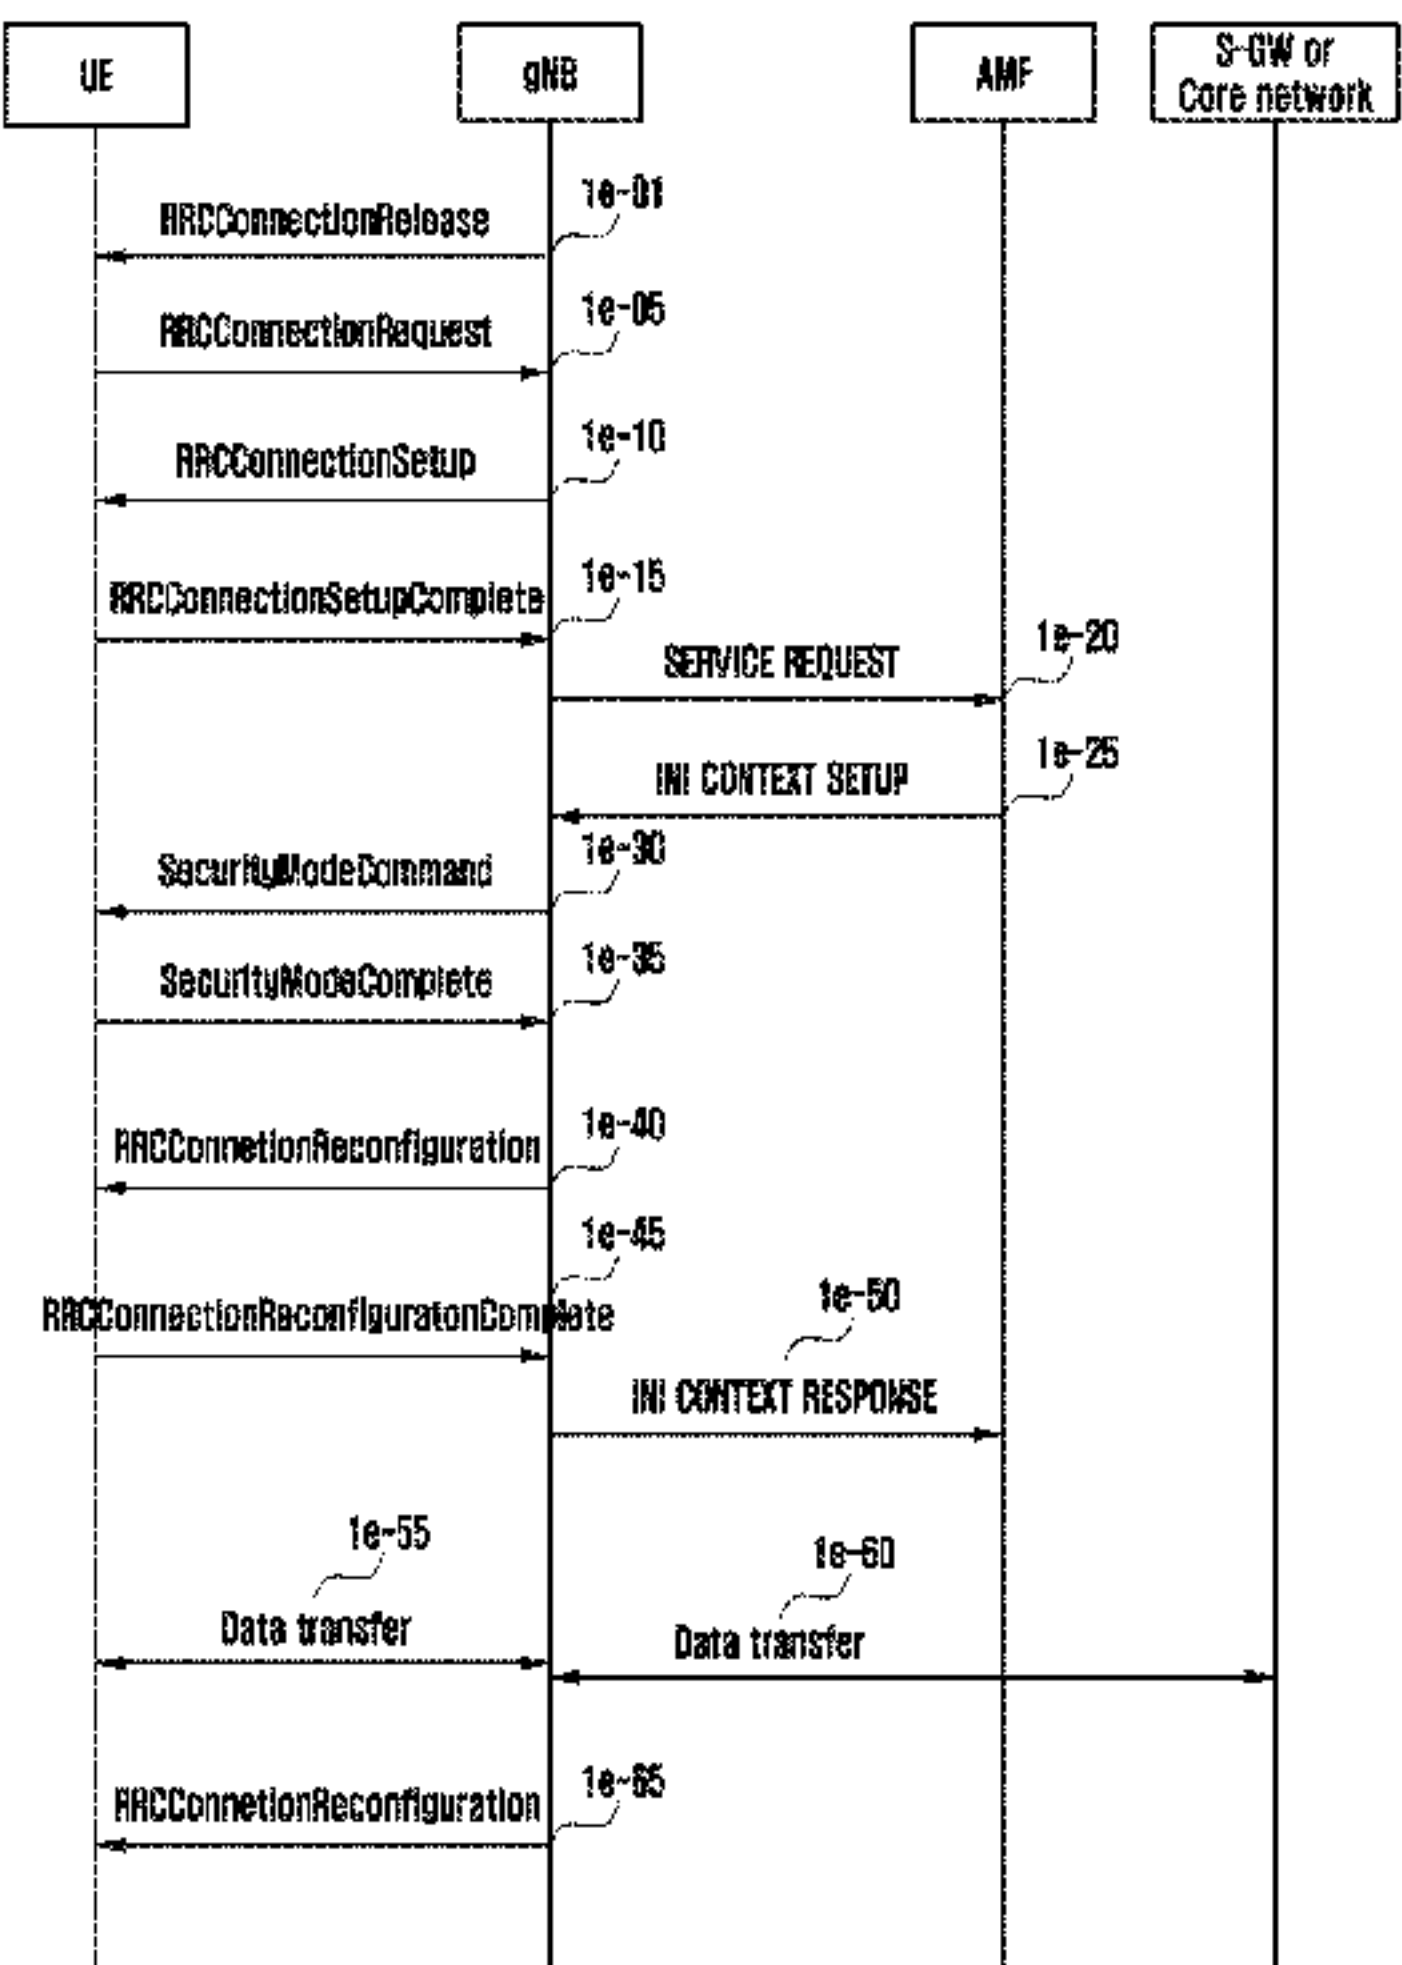 UE
gNB
AMF
S-GW or
Core network
1e-01
RRCConnectionRelease
1e-05
RRCConnectionRequest
1e-10
RRCConnectionSetup
1e-15
RRCConnectionSetupComplete
1e-20
SERVICE REQUEST
1e-25
INI CONTEXT SETUP
1e-30
SecurityModeCommand
1e-35
SecurityModeComplete
1e-40
RRCConnetionReconfiguration
1e-45
RRCConnectionReconfiguratonComplete
1e-50
INI CONTEXT RESPONSE
1e-55
Data transfer
1e-60
Data transfer
1e-65
RRCConnetionReconfiguration